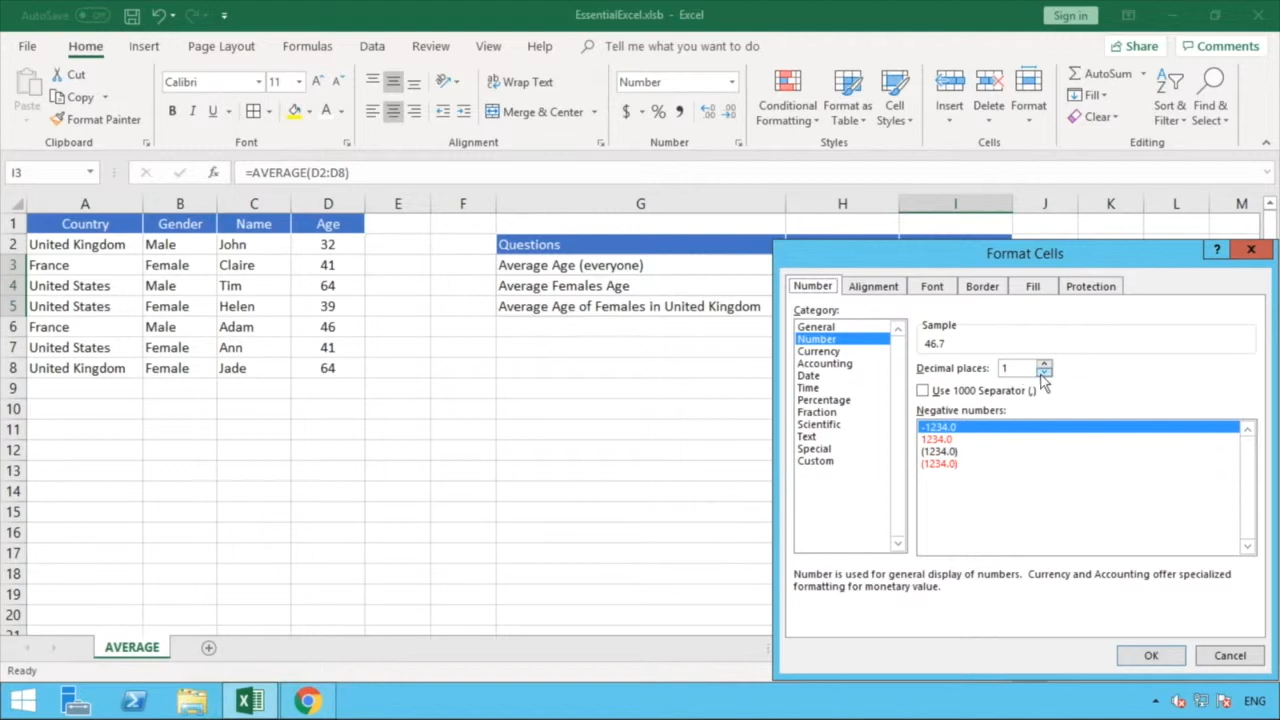 AutoSave Off EssentialExcel.xlsb - Excel Sign in
File Home Insert Page Layout Formulas Data Review View Help Tell me what you want to do Share Comments
Paste Cut Copy Format Painter
Clipboard
Calibri 11 A A
B I U A
Font
Wrap Text
Merge & Center
Alignment
Number
$ % ,
Number
Conditional Formatting Format as Table Cell Styles
Styles
Insert Delete Format
Cells
AutoSum
Fill
Clear
Sort & Filter Find & Select
Editing
I3 fx =AVERAGE(D2:D8)
A B C D E F G H I J K L M
1 Country Gender Name Age
2 United Kingdom Male John 32 Questions
3 France Female Claire 41 Average Age (everyone)
4 United States Male Tim 64 Average Females Age
5 United States Female Helen 39 Average Age of Females in United Kingdom
6 France Male Adam 46
7 United States Female Ann 41
8 United Kingdom Female Jade 64
9
10
11
12
13
14
15
16
17
18
19
20
21
Format Cells ?
Number Alignment Font Border Fill Protection
Category:
General
Number
Currency
Accounting
Date
Time
Percentage
Fraction
Scientific
Text
Special
Custom
Sample
46.7
Decimal places: 1
Use 1000 Separator (,)
Negative numbers:
-1234.0
1234.0
(1234.0)
(1234.0)
Number is used for general display of numbers. Currency and Accounting offer specialized
formatting for monetary value.
OK Cancel
AVERAGE
Ready
ENG